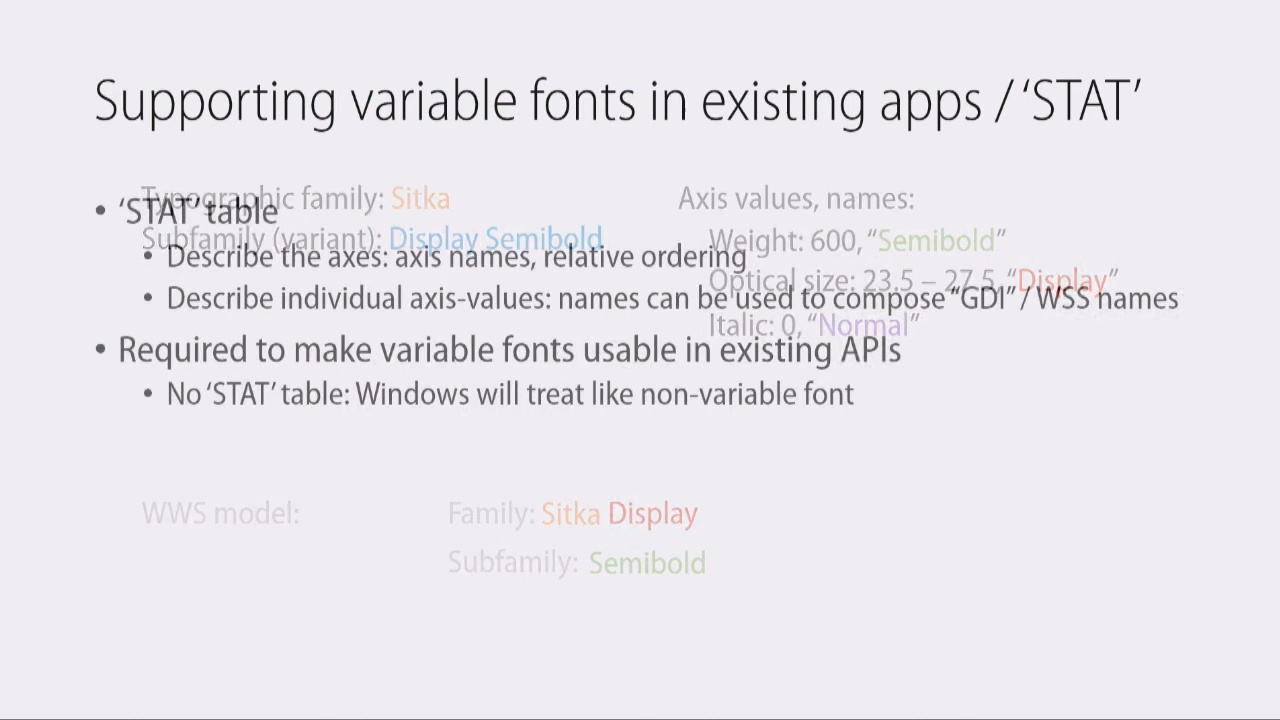 Supporting variable fonts in existing apps / ‘STAT’
Typographic family: Sitka
Subfamily (variant): Display Semibold
Axis values, names:
Weight: 600, “Semibold”
Optical size: 23.5 – 27.5, “Display”
Italic: 0, “Normal”
• ‘STAT’ table
• Describe the axes: axis names, relative ordering
• Describe individual axis-values: names can be used to compose “GDI” / WSS names
• Required to make variable fonts usable in existing APIs
• No ‘STAT’ table: Windows will treat like non-variable font
WWS model:
Family: Sitka Display
Subfamily: Semibold